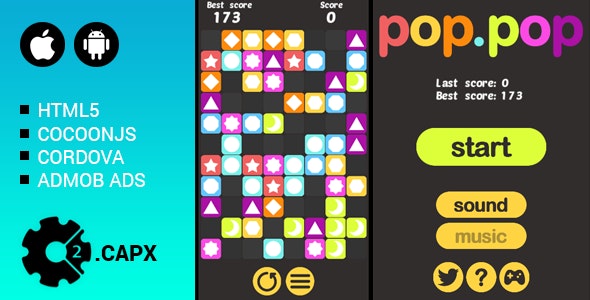 HTML5
COCOONJS
CORDOVA
ADMOB ADS
2
.CAPX
Best score
173
Score
0
pop.pop
Last score: 0
Best score: 173
start
sound
music
?